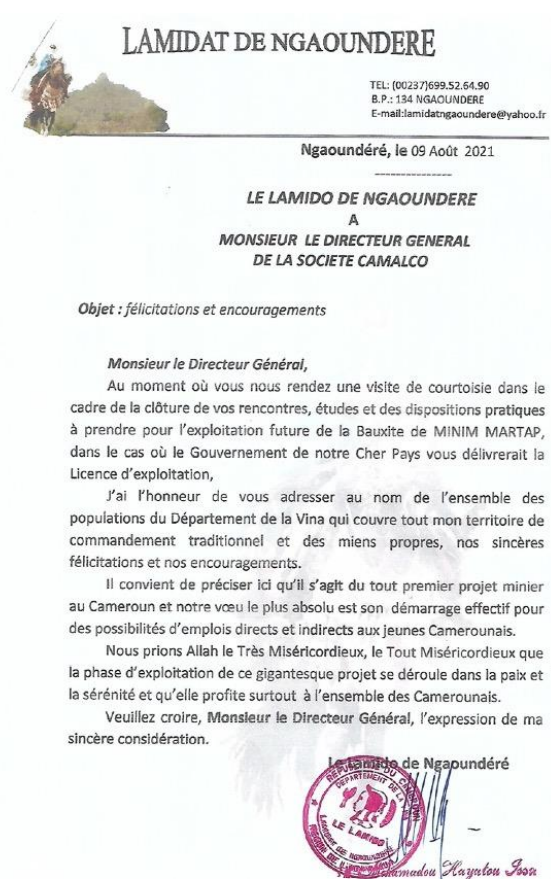 LAMIDAT DE NGAOUNDERE
TEL: (00237)699.52.64.90
B.P.: 134 NGAOUNDERE
E-mail:lamidatngaoundere@yahoo.fr
Ngaoundéré, le 09 Août 2021
---------------
LE LAMIDO DE NGAOUNDERE
A
MONSIEUR LE DIRECTEUR GENERAL
DE LA SOCIETE CAMALCO
Objet : félicitations et encouragements
Monsieur le Directeur Général,
Au moment où vous nous rendez une visite de courtoisie dans le
cadre de la clôture de vos rencontres, études et des dispositions pratiques
à prendre pour l'exploitation future de la Bauxite de MINIM MARTAP,
dans le cas où le Gouvernement de notre Cher Pays vous délivrerait la
Licence d'exploitation,
J'ai l'honneur de vous adresser au nom de l'ensemble des
populations du Département de la Vina qui couvre tout mon territoire de
commandement traditionnel et des miens propres, nos sincères
félicitations et nos encouragements.
Il convient de préciser ici qu'il s'agit du tout premier projet minier
au Cameroun et notre vœu le plus absolu est son démarrage effectif pour
des possibilités d'emplois directs et indirects aux jeunes Camerounais.
Nous prions Allah le Très Miséricordieux, le Tout Miséricordieux que
la phase d'exploitation de ce gigantesque projet se déroule dans la paix et
la sérénité et qu'elle profite surtout à l'ensemble des Camerounais.
Veuillez croire, Monsieur le Directeur Général, l'expression de ma
sincère considération.
Le Lamido de Ngaoundéré
REPUBLIQUE DU CAMEROUN
DEPARTEMENT DE LA
LE LAMIDO
DE NGAOUNDERE
Hayatou Issa